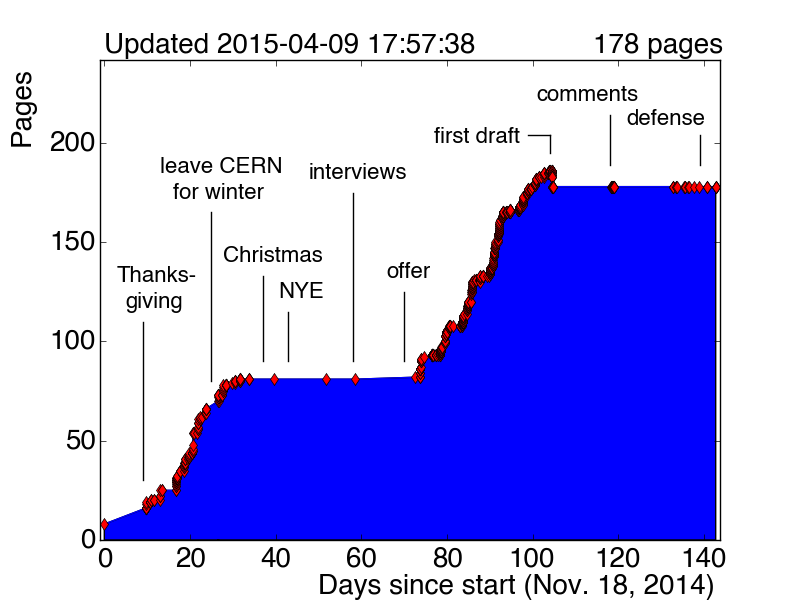 Updated 2015-04-09 17:57:38
178 pages
Pages
200
150
100
50
0
comments
defense
first draft
leave CERN
for winter
interviews
Christmas
NYE
offer
Thanks-
giving
0 20 40 60 80 100 120 140
Days since start (Nov. 18, 2014)